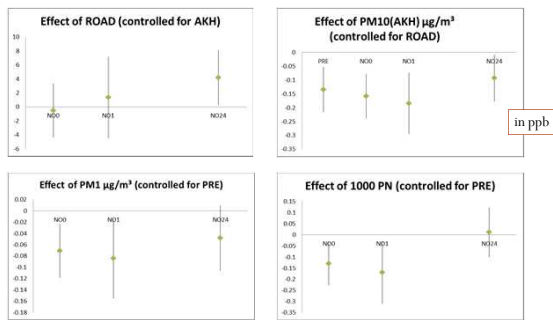 Effect of ROAD (controlled for AKH)
10
8
6
4
2
0
-2
-4
-6
NO0
NO1
NO24
Effect of PM10(AKH) µg/m³
(controlled for ROAD)
0
-0.05
-0.1
-0.15
-0.2
-0.25
-0.3
-0.35
PRE
NO0
NO1
NO24
in ppb
Effect of PM1 µg/m³ (controlled for PRE)
0.02
0
-0.02
-0.04
-0.06
-0.08
-0.1
-0.12
-0.14
-0.16
-0.18
NO0
NO1
NO24
Effect of 1000 PN (controlled for PRE)
0.15
0.1
0.05
0
-0.05
-0.1
-0.15
-0.2
-0.25
-0.3
-0.35
NO0
NO1
NO24